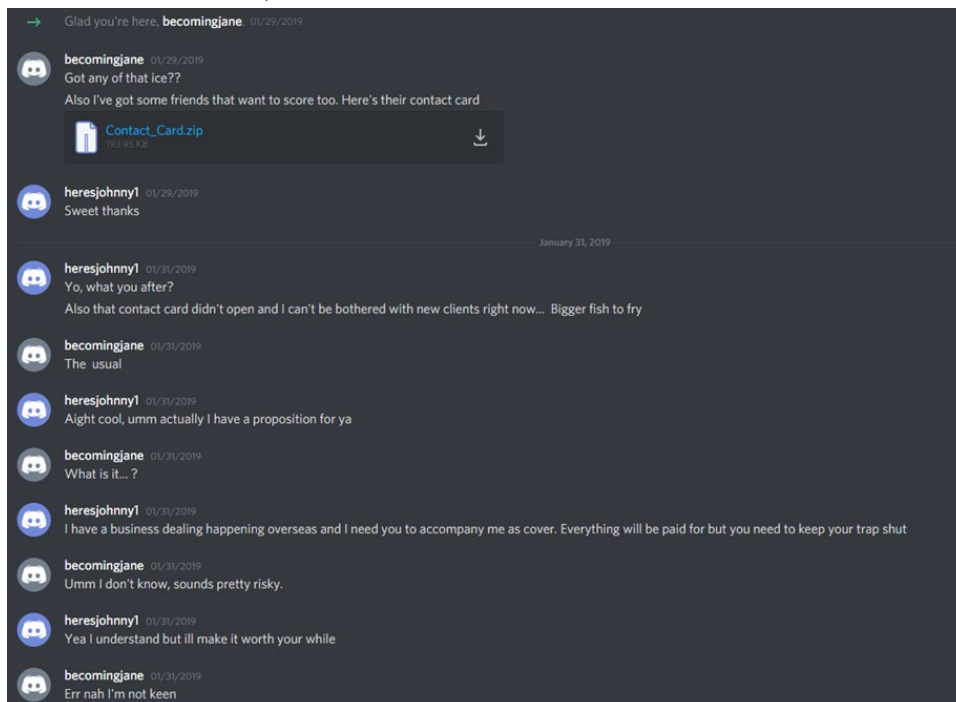 Glad you're here, becomingjane. 01/29/2019
becomingjane 01/29/2019
Got any of that ice??
Also I've got some friends that want to score too. Here's their contact card
Contact_Card.zip
193.95 KB
heresjohnny1 01/29/2019
Sweet thanks
January 31, 2019
heresjohnny1 01/31/2019
Yo, what you after?
Also that contact card didn't open and I can't be bothered with new clients right now... Bigger fish to fry
becomingjane 01/31/2019
The usual
heresjohnny1 01/31/2019
Aight cool, umm actually I have a proposition for ya
becomingjane 01/31/2019
What is it... ?
heresjohnny1 01/31/2019
I have a business dealing happening overseas and I need you to accompany me as cover. Everything will be paid for but you need to keep your trap shut
becomingjane 01/31/2019
Umm I don't know, sounds pretty risky.
heresjohnny1 01/31/2019
Yea I understand but ill make it worth your while
becomingjane 01/31/2019
Err nah I'm not keen